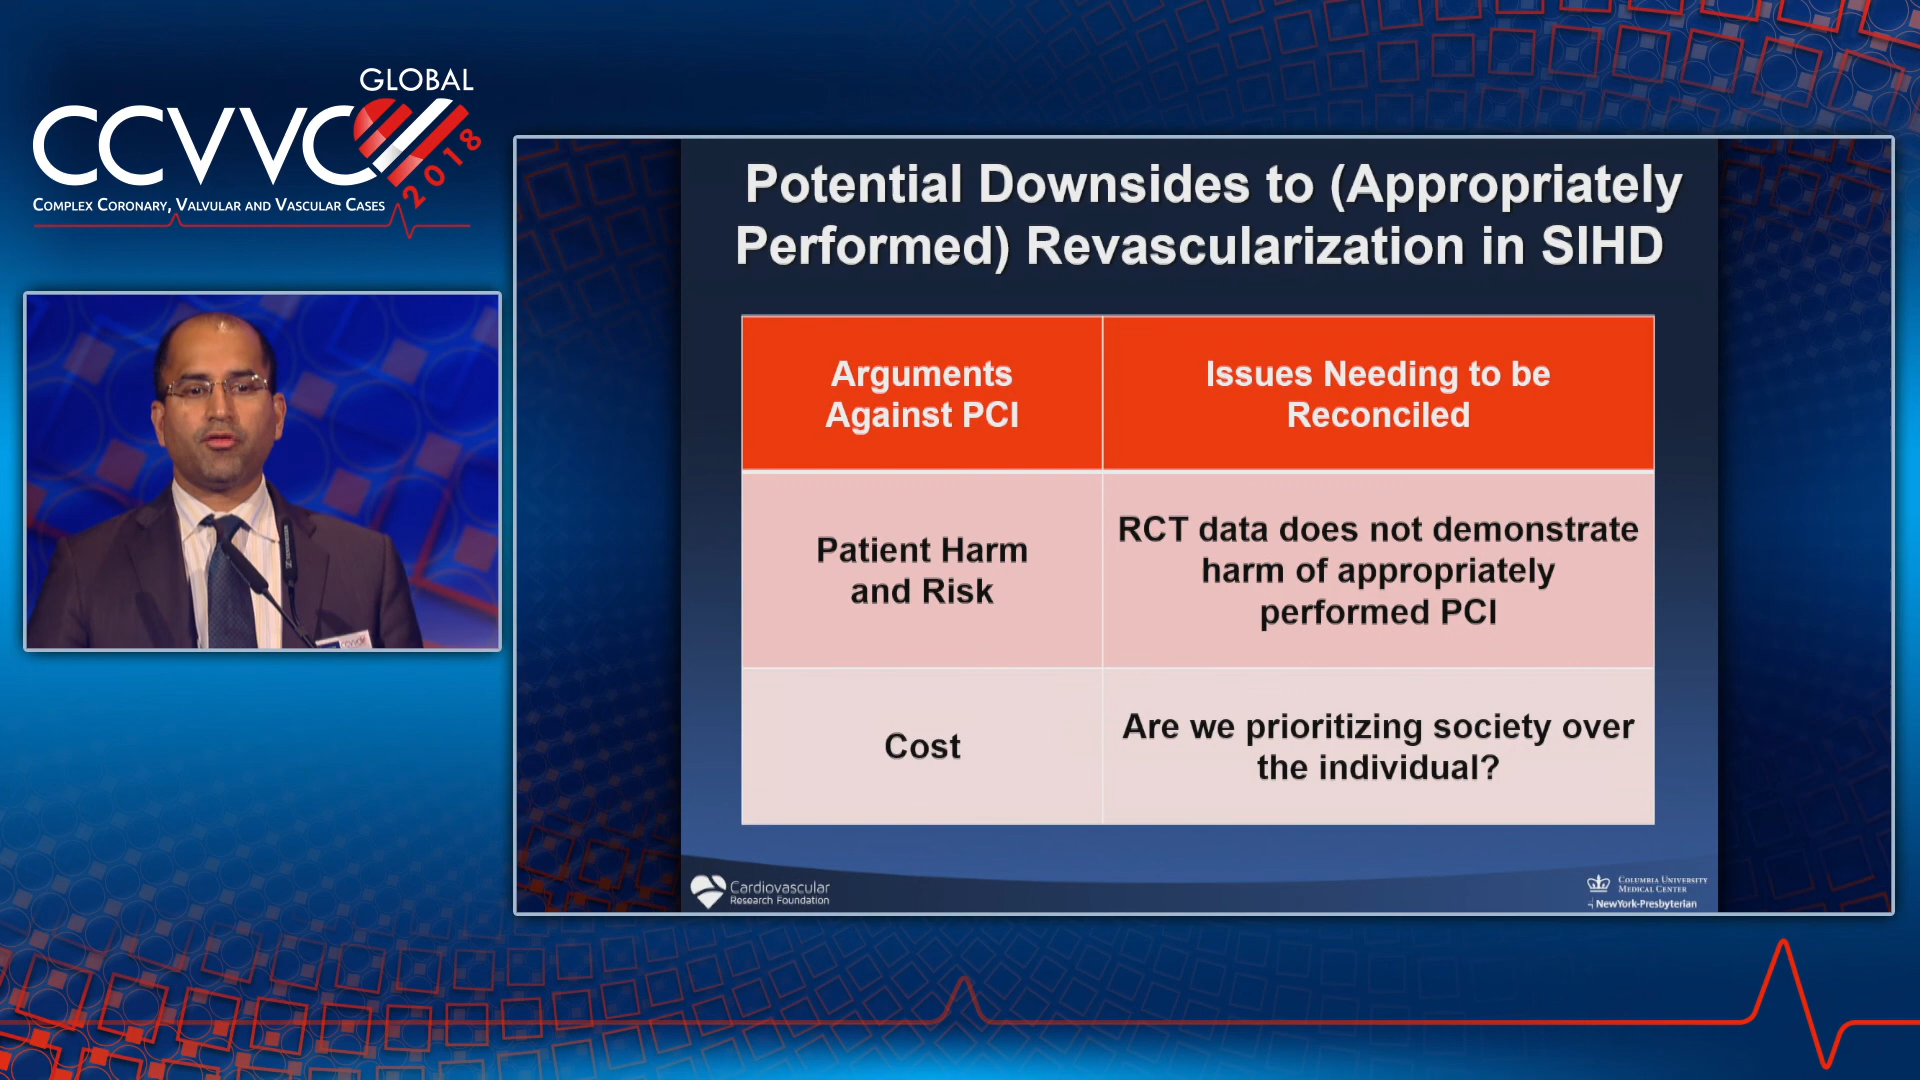 GLOBAL
CCVVC
2018
COMPLEX CORONARY, VALVULAR AND VASCULAR CASES
Potential Downsides to (Appropriately
Performed) Revascularization in SIHD
Arguments
Against PCI
Issues Needing to be
Reconciled
Patient Harm
and Risk
RCT data does not demonstrate
harm of appropriately
performed PCI
Cost
Are we prioritizing society over
the individual?
Cardiovascular
Research Foundation
COLUMBIA UNIVERSITY
MEDICAL CENTER
NewYork-Presbyterian